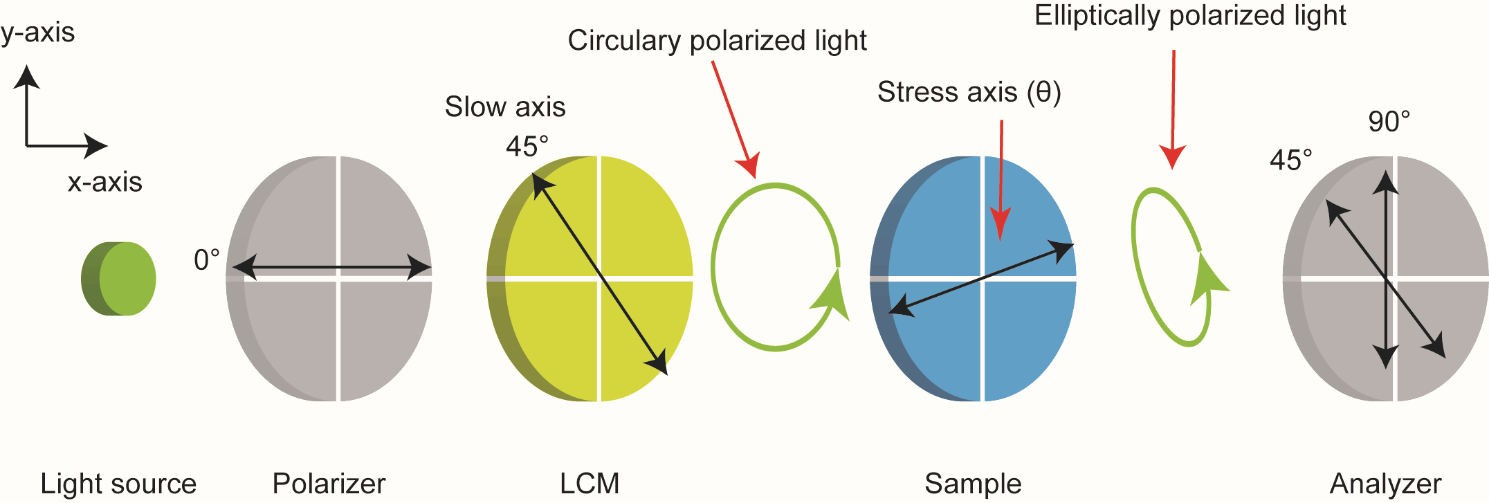 y-axis
x-axis
0°
Slow axis
45°
Circulary polarized light
Stress axis (θ)
Elliptically polarized light
90°
45°
Light source
Polarizer
LCM
Sample
Analyzer